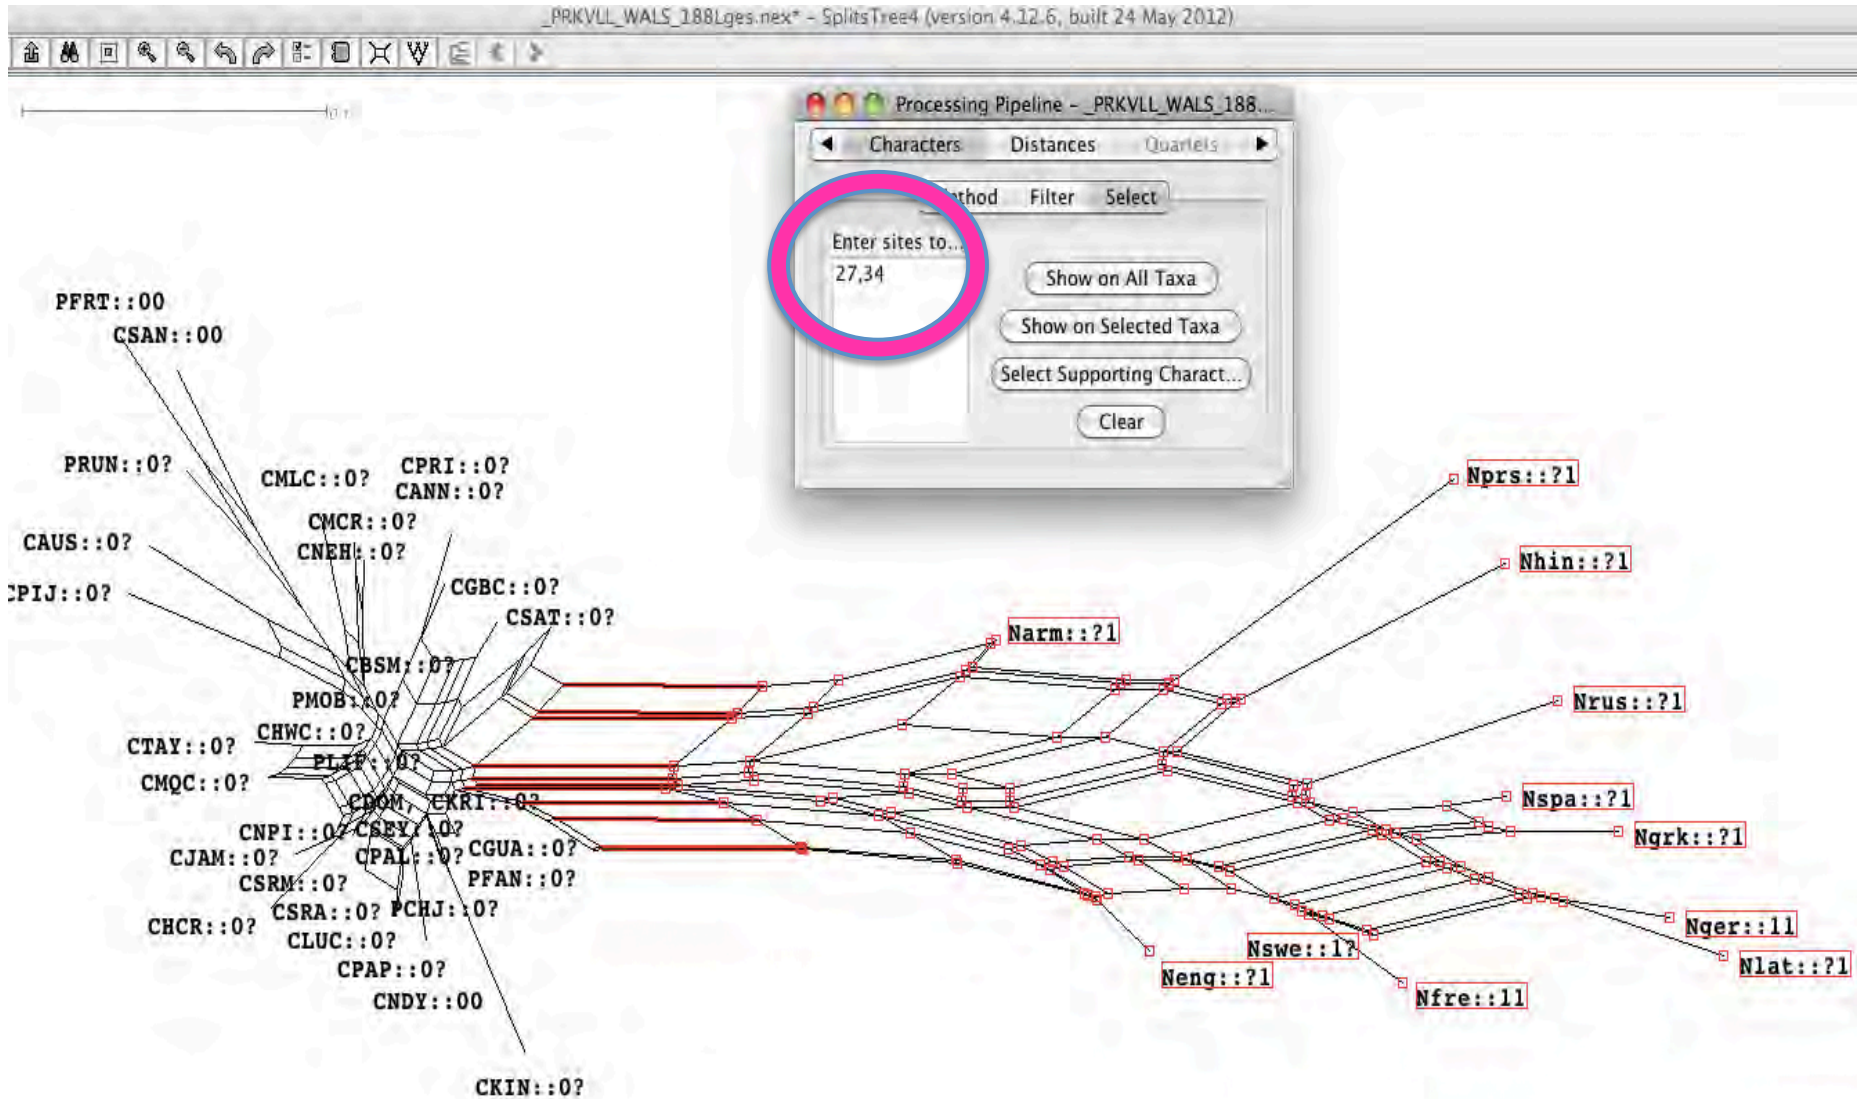 _PRKVLL_WALS_188Lges.nex* - SplitsTree4 (version 4.12.6, built 24 May 2012)
Processing Pipeline - _PRKVLL_WALS_188...
Characters Distances Quartets
Filter Select
Enter sites to...
27,34
Show on All Taxa
Show on Selected Taxa
Select Supporting Charact...
Clear
PFRT::00
CSAN::00
PRUN::0?
CMLC::0?
CPRI::0?
CANN::0?
CMCR::0?
CNEH::0?
CAUS::0?
CPIJ::0?
CGBC::0?
CSAT::0?
CBSM::0?
PMOB::0?
CHWC::0?
CTAY::0?
PLIF::0?
CMQC::0?
CDOM, CKRI::0?
CNPI::0?
CSEY::0?
CJAM::0?
CPAL::0?
CGUA::0?
CSRM::0?
PFAN::0?
CHCR::0?
CSRA::0?
PCHJ::0?
CLUC::0?
CPAP::0?
CNDY::00
CKIN::0?
Nprs::?1
Nhin::?1
Narm::?1
Nrus::?1
Nspa::?1
Ngrk::?1
Nger::11
Nswe::1?
Nlat::?1
Neng::?1
Nfre::11